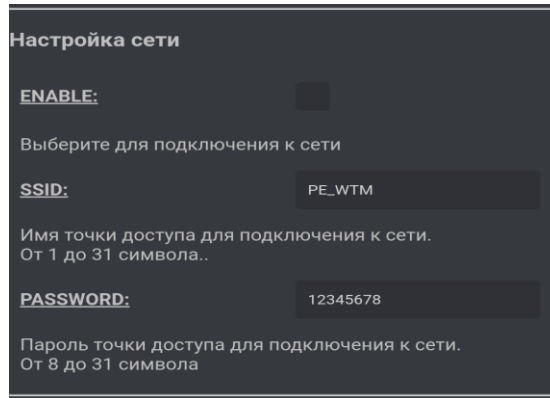 Настройка сети
ENABLE:
Выберите для подключения к сети
SSID:
PE_WTM
Имя точки доступа для подключения к сети.
От 1 до 31 символа..
PASSWORD:
12345678
Пароль точки доступа для подключения к сети.
От 8 до 31 символа